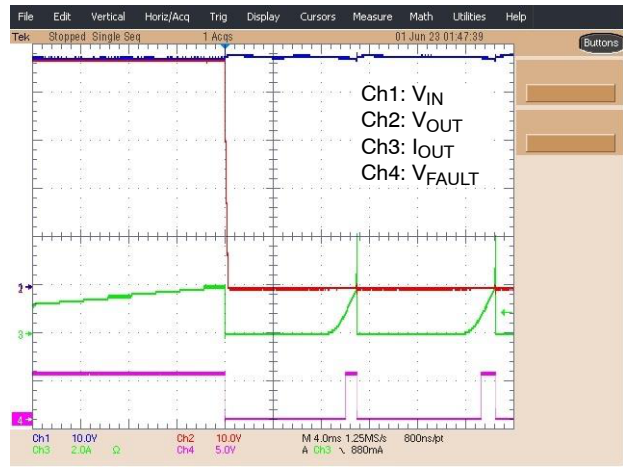 File Edit Vertical Horiz/Acq Trig Display Cursors Measure Math Utilities Help
Tek Stopped Single Seq 1 Acqs 01 Jun 23 01:47:39
Buttons
Ch1: VIN
Ch2: VOUT
Ch3: IOUT
Ch4: VFAULT
2
3
4
Ch1 10.0V Ch2 10.0V M 4.0ms 1.25MS/s 800ns/pt
Ch3 2.0A Ω Ch4 5.0V A Ch3 \ 880mA